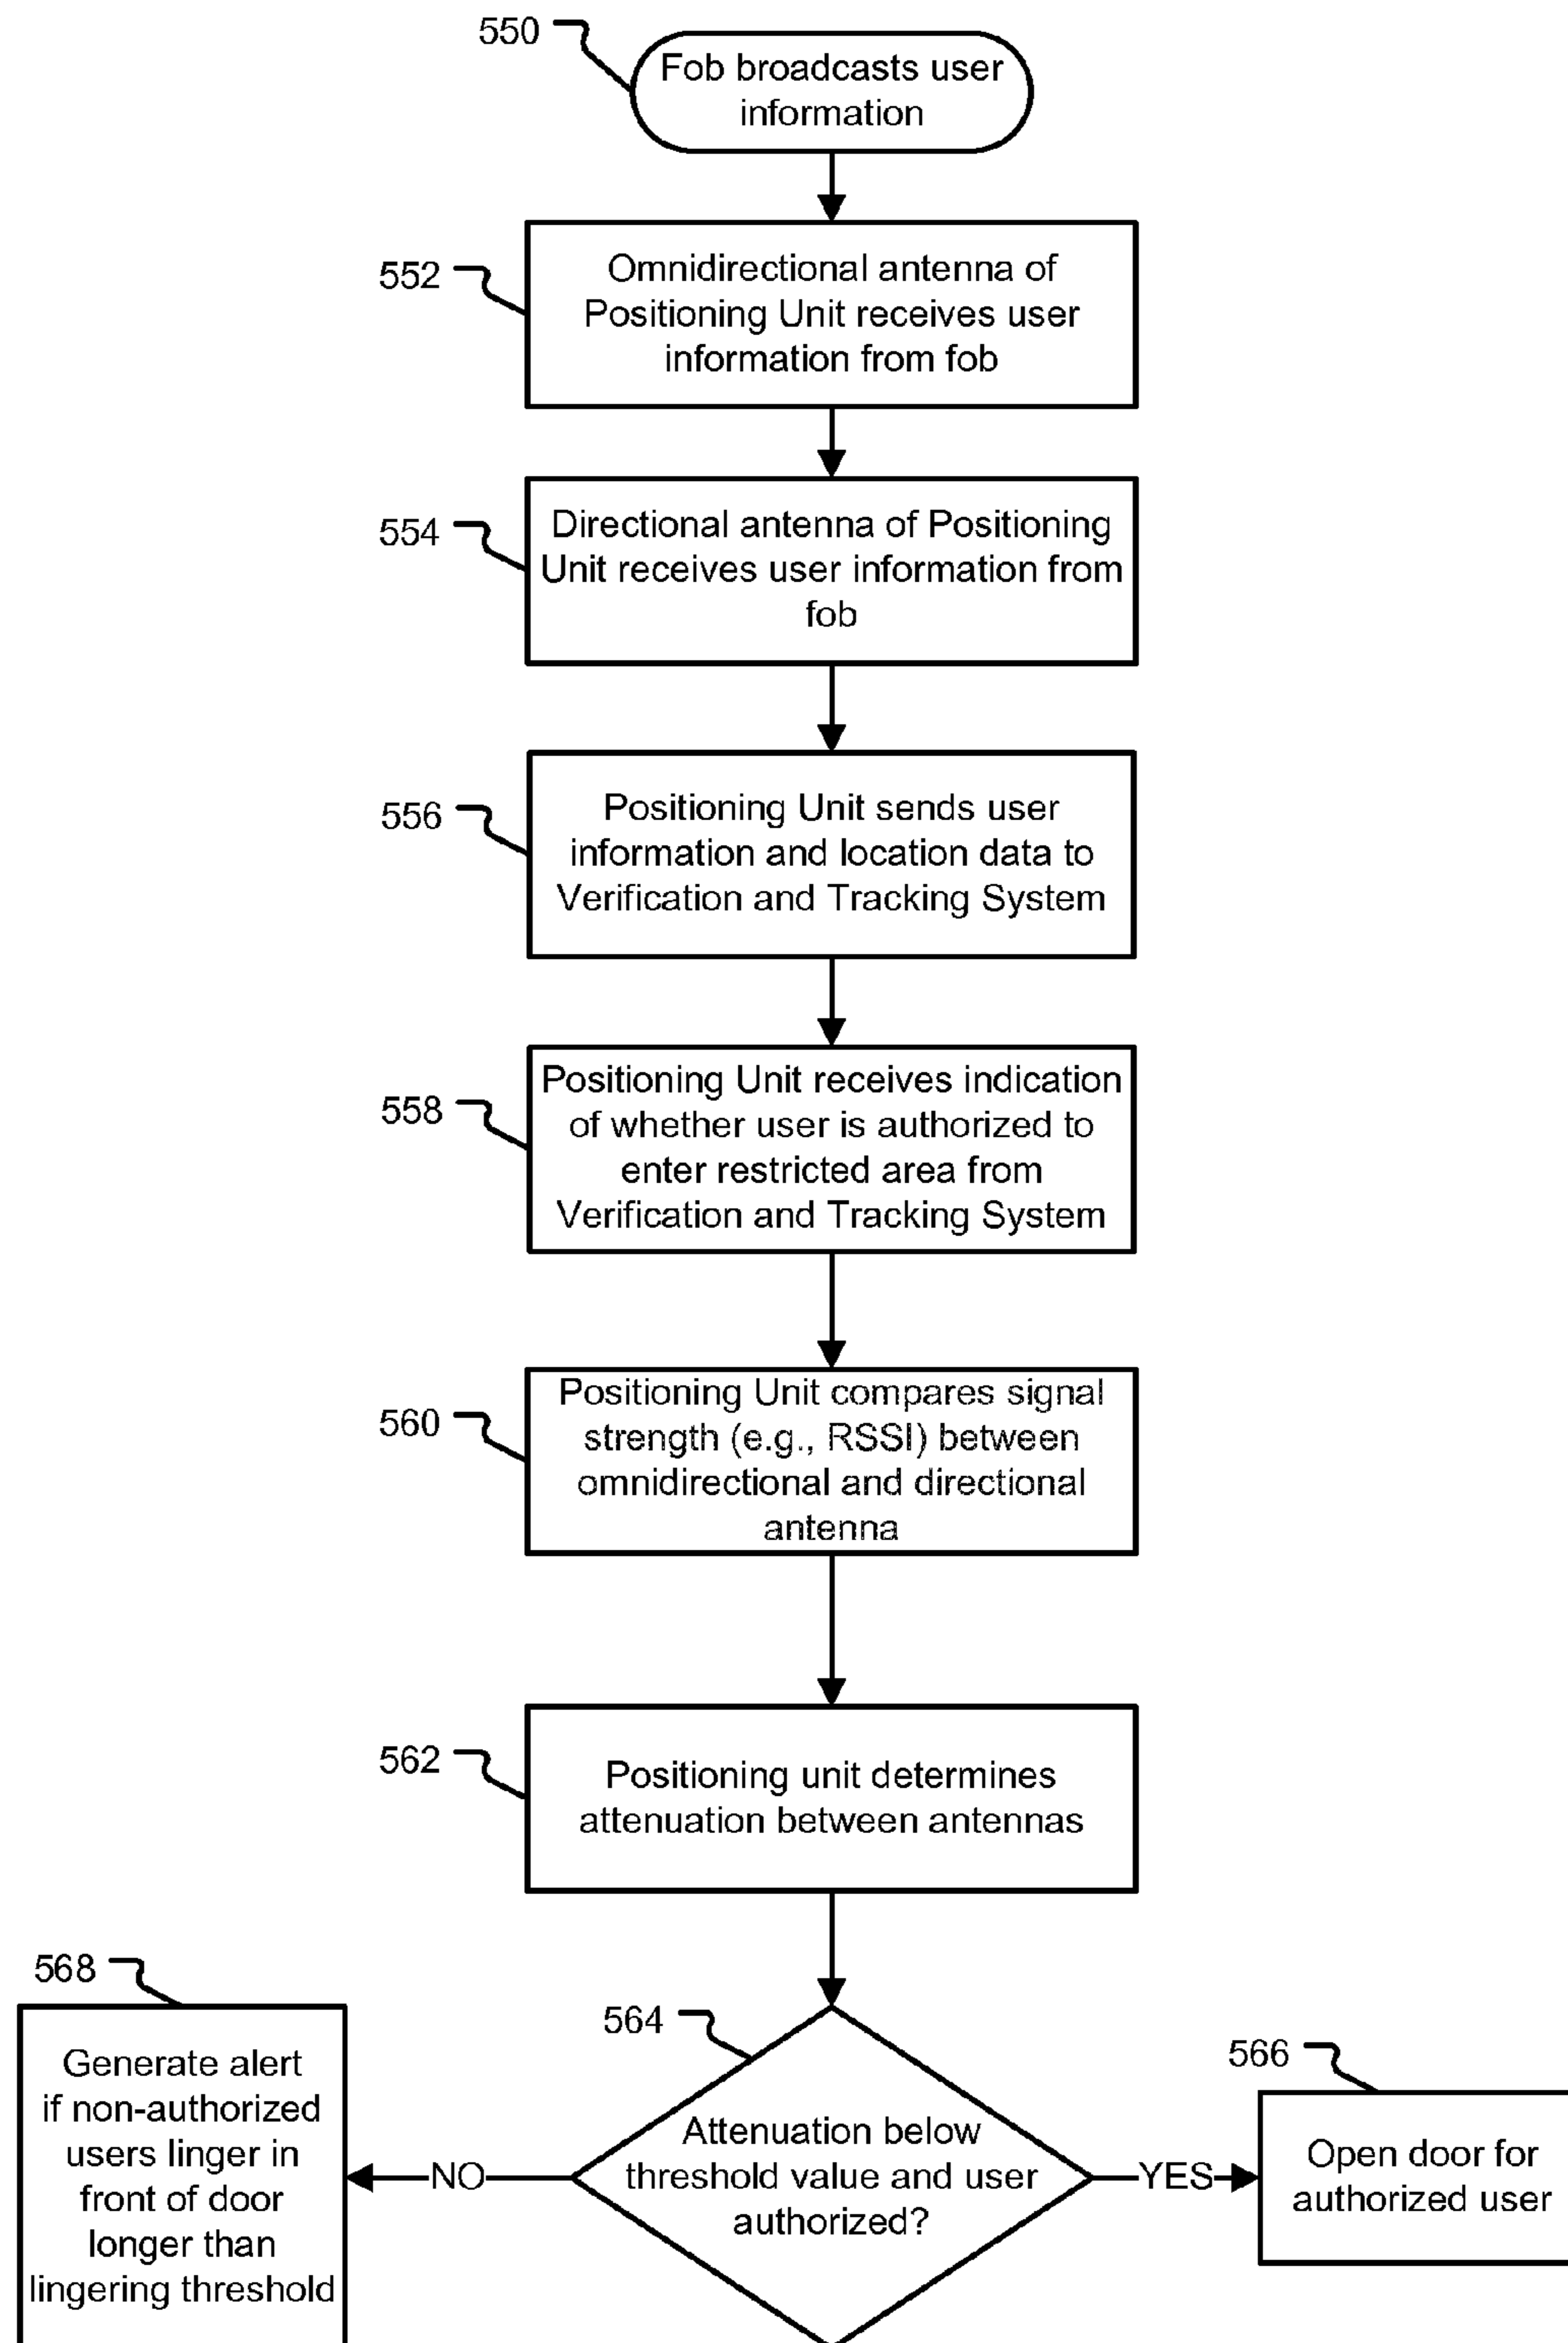 550
Fob broadcasts user
information
552
Omnidirectional antenna of
Positioning Unit receives user
information from fob
554
Directional antenna of Positioning
Unit receives user information from
fob
556
Positioning Unit sends user
information and location data to
Verification and Tracking System
558
Positioning Unit receives indication
of whether user is authorized to
enter restricted area from
Verification and Tracking System
560
Positioning Unit compares signal
strength (e.g., RSSI) between
omnidirectional and directional
antenna
562
Positioning unit determines
attenuation between antennas
568
Generate alert
if non-authorized
users linger in
front of door
longer than
lingering threshold
NO
564
Attenuation below
threshold value and user
authorized?
YES
566
Open door for
authorized user